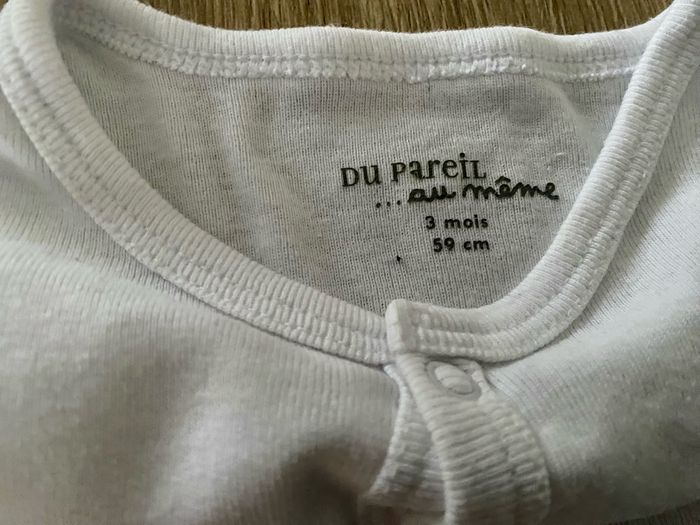 DU PAREIL
... au même
3 mois
59 cm